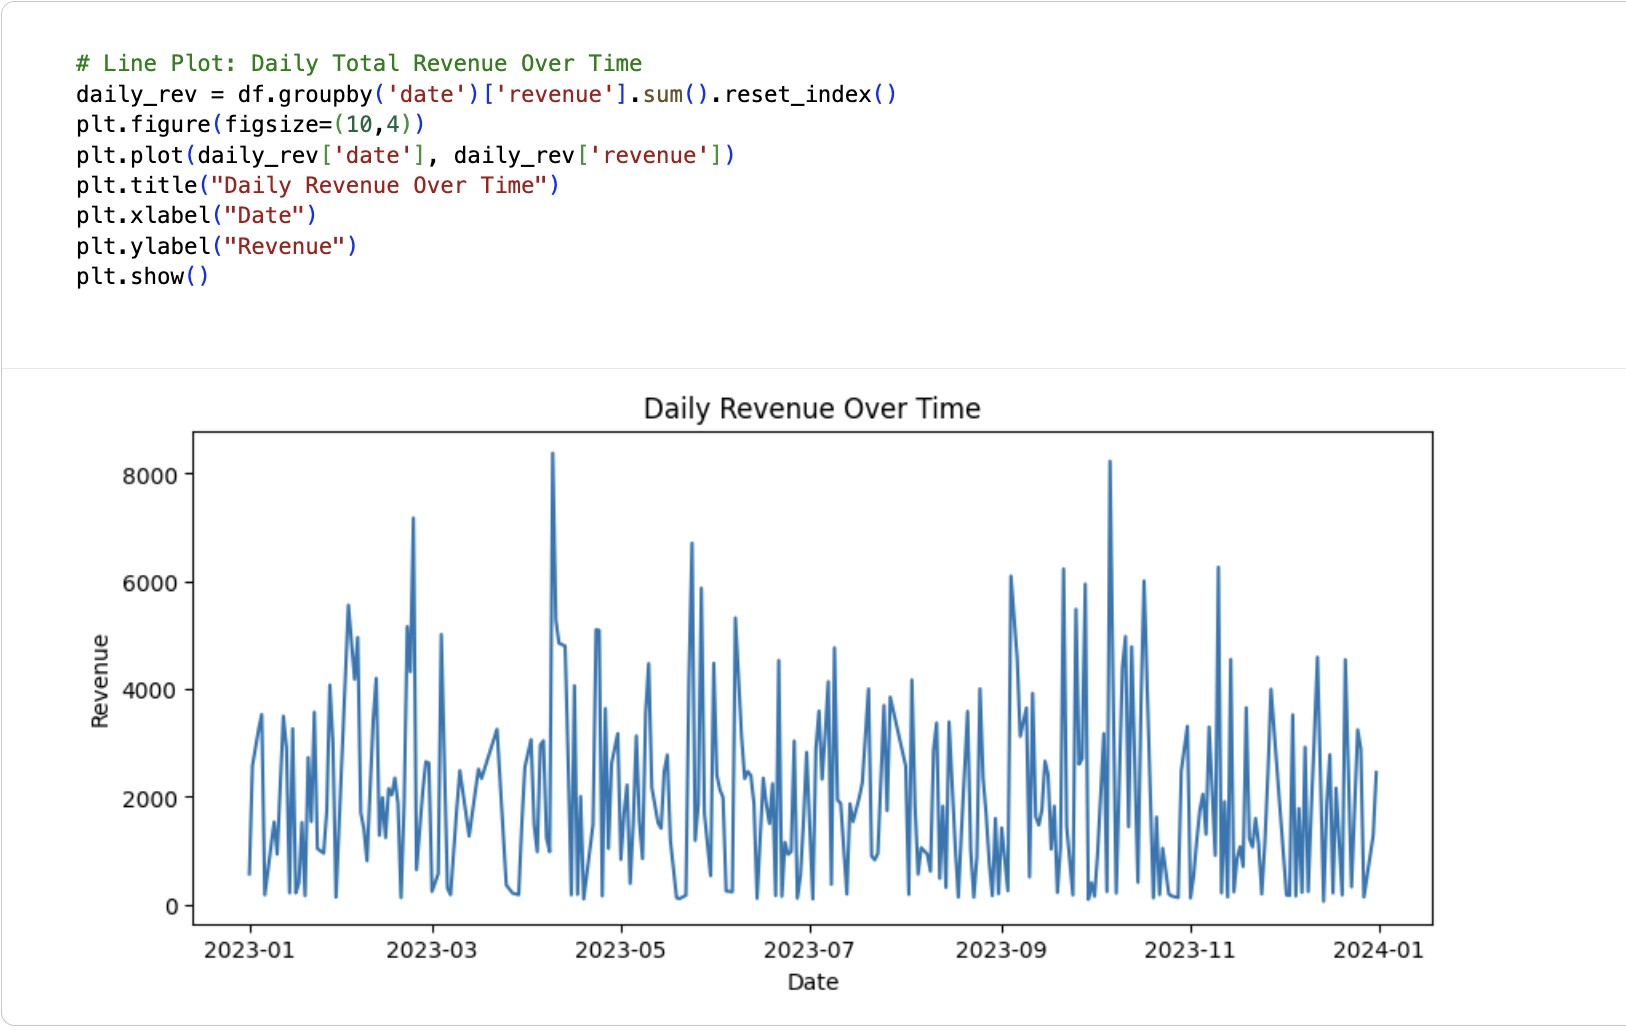 # Line Plot: Daily Total Revenue Over Time
daily_rev = df.groupby('date')['revenue'].sum().reset_index()
plt.figure(figsize=(10,4))
plt.plot(daily_rev['date'], daily_rev['revenue'])
plt.title("Daily Revenue Over Time")
plt.xlabel("Date")
plt.ylabel("Revenue")
plt.show()
Daily Revenue Over Time
8000
6000
4000
2000
0
Revenue
2023-01 2023-03 2023-05 2023-07 2023-09 2023-11 2024-01
Date